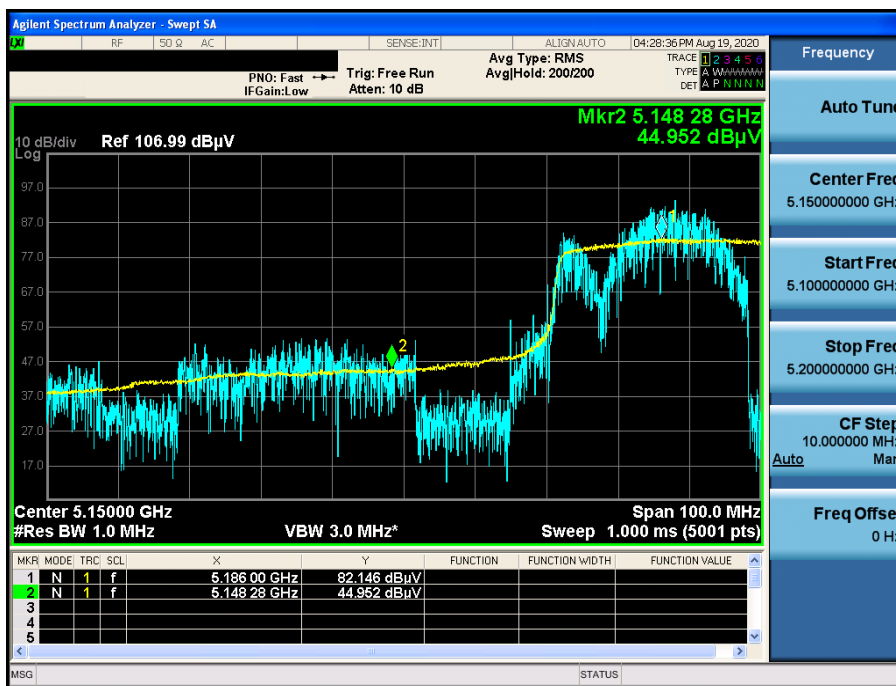 Agilent Spectrum Analyzer - Swept SA
LXI RF 50 Ω AC SENSE:INT ALIGN AUTO 04:28:36 PM Aug 19, 2020
Frequency
PNO: Fast
IFGain:Low
Trig: Free Run
Atten: 10 dB
Avg Type: RMS
Avg|Hold: 200/200
TRACE 1 2 3 4 5 6
TYPE A WWWWW
DET A P N N N N
Auto Tune
Mkr2 5.148 28 GHz
44.952 dBµV
10 dB/div Ref 106.99 dBµV
Log
97.0
87.0
77.0
67.0
57.0
47.0
37.0
27.0
17.0
1
2
Center 5.15000 GHz Span 100.0 MHz
#Res BW 1.0 MHz VBW 3.0 MHz* Sweep 1.000 ms (5001 pts)
Center Freq
5.150000000 GHz
Start Freq
5.100000000 GHz
Stop Freq
5.200000000 GHz
CF Step
10.000000 MHz
Auto Man
Freq Offset
0 Hz
MKR MODE TRC SCL X Y FUNCTION FUNCTION WIDTH FUNCTION VALUE
1 N 1 f 5.186 00 GHz 82.146 dBµV
2 N 1 f 5.148 28 GHz 44.952 dBµV
3
4
5
MSG STATUS